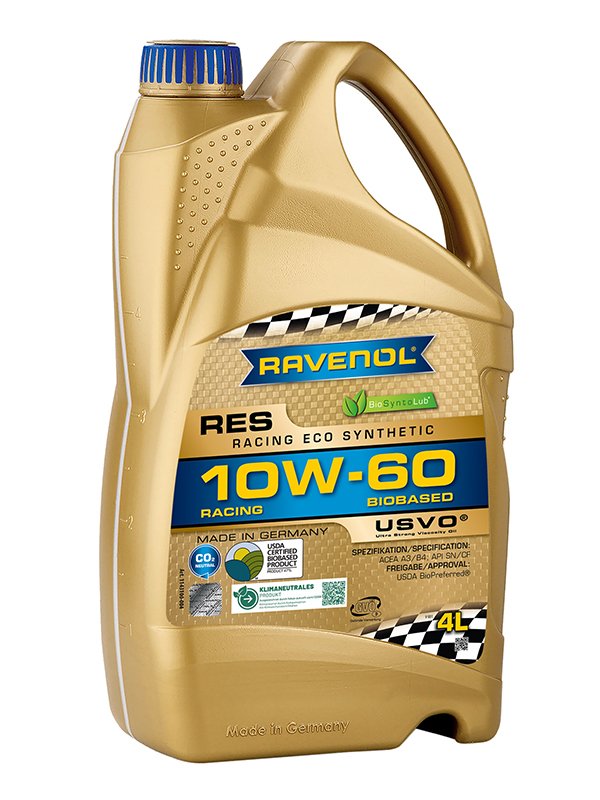 RAVENOL®
BioSyntoLub®
RES
RACING ECO SYNTHETIC
10W-60
RACING
BIOBASED
USVO®
Ultra Strong Viscosity Oil
MADE IN GERMANY
CO2
NEUTRAL
USDA
CERTIFIED
BIOBASED
PRODUCT
SPEZIFIKATION/SPECIFICATION:
ACEA A3/B4; API SN/CF
FREIGABE/APPROVAL:
USDA BioPreferred®
KLIMANEUTRALES
PRODUKT
4L
4
2
Made in Germany